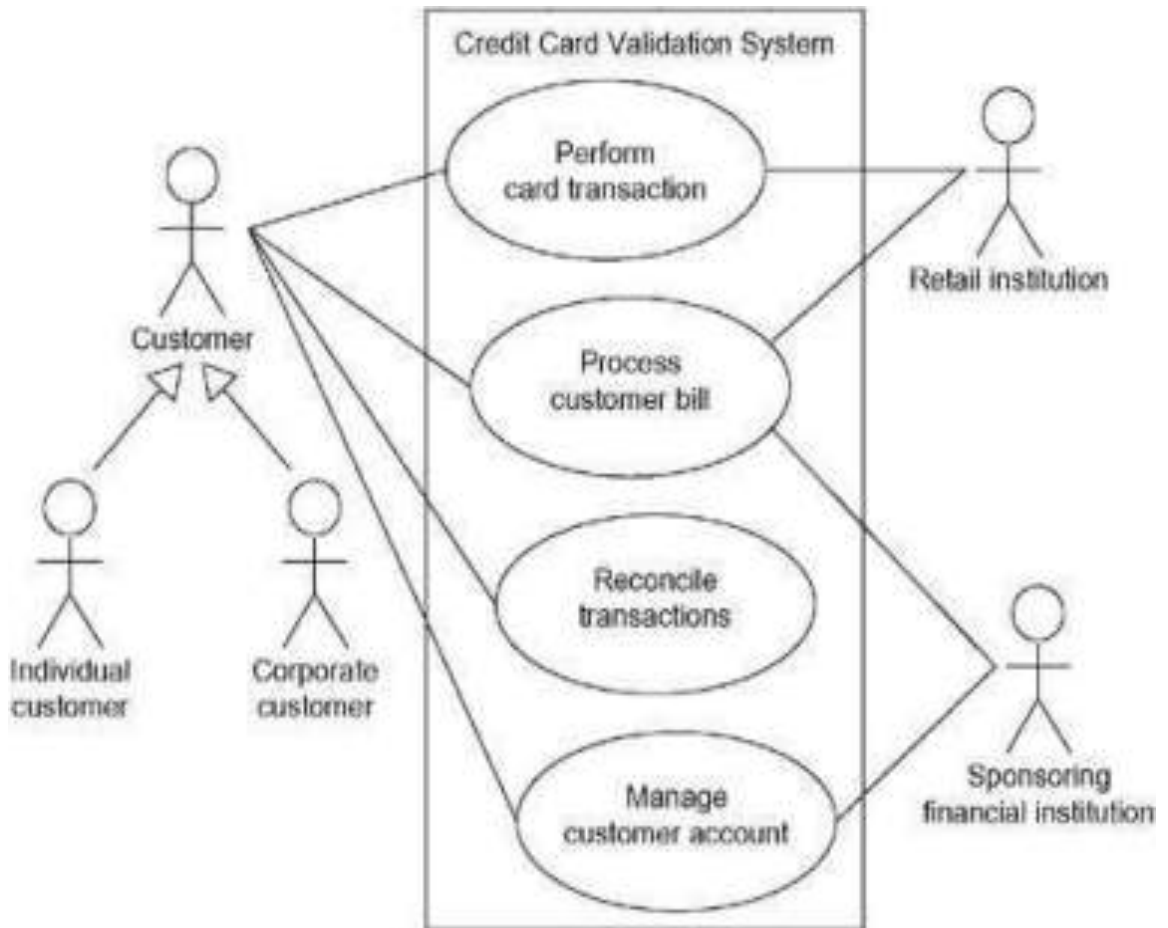 Credit Card Validation System
Perform
card transaction
Retail institution
Customer
Process
customer bill
Reconcile
transactions
Individual
customer
Corporate
customer
Manage
customer account
Sponsoring
financial institution